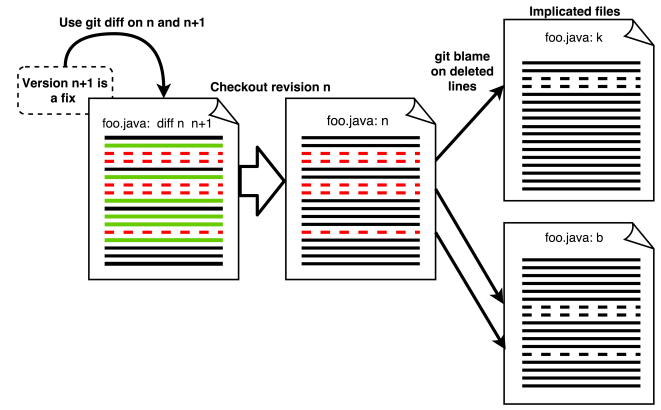 Use git diff on n and n+1
Version n+1 is
a fix
foo.java:  diff n  n+1
Checkout revision n
foo.java: n
git blame
on deleted
lines
Implicated files
foo.java: k
foo.java: b